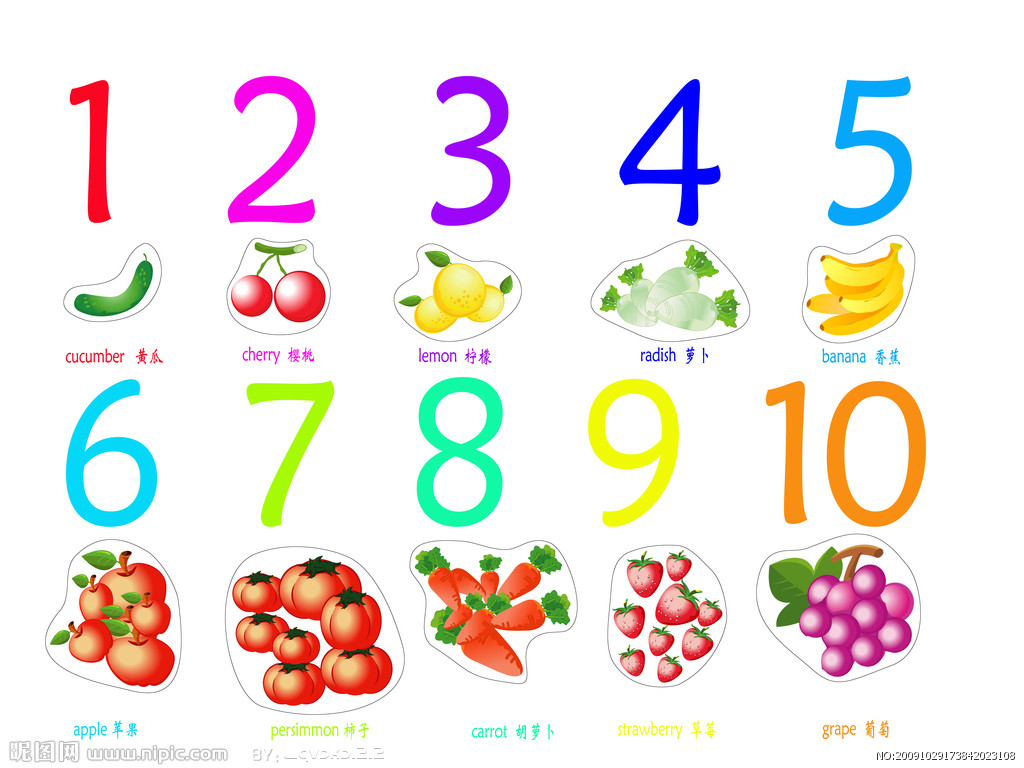 1 2 3 4 5
cucumber 黄瓜 cherry 樱桃 lemon 柠檬 radish 萝卜 banana 香蕉
6 7 8 9 10
apple 苹果 persimmon 柿子 carrot 胡萝卜 strawberry 草莓 grape 葡萄
昵图网 www.nipic.com BY: NO:20091029173842023108